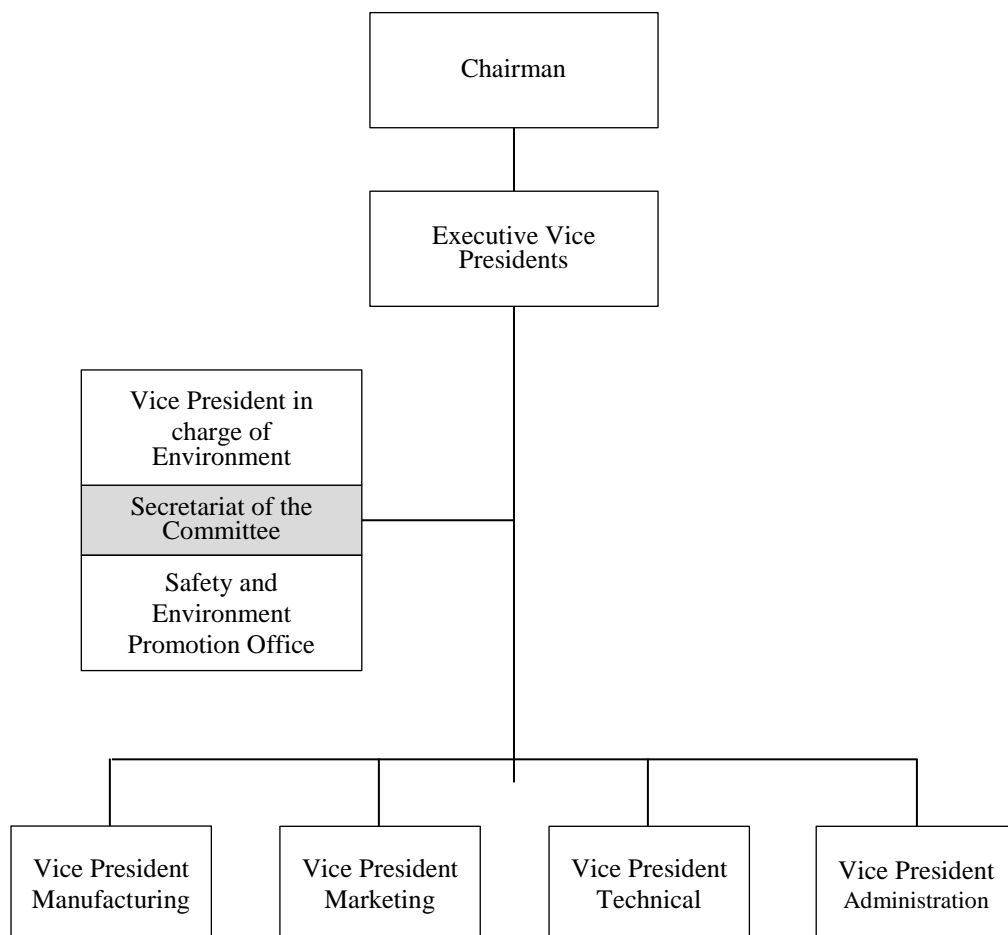 Chairman
Executive Vice
Presidents
Vice President in
charge of
Environment
Secretariat of the
Committee
Safety and
Environment
Promotion Office
Vice President
Manufacturing
Vice President
Marketing
Vice President
Technical
Vice President
Administration